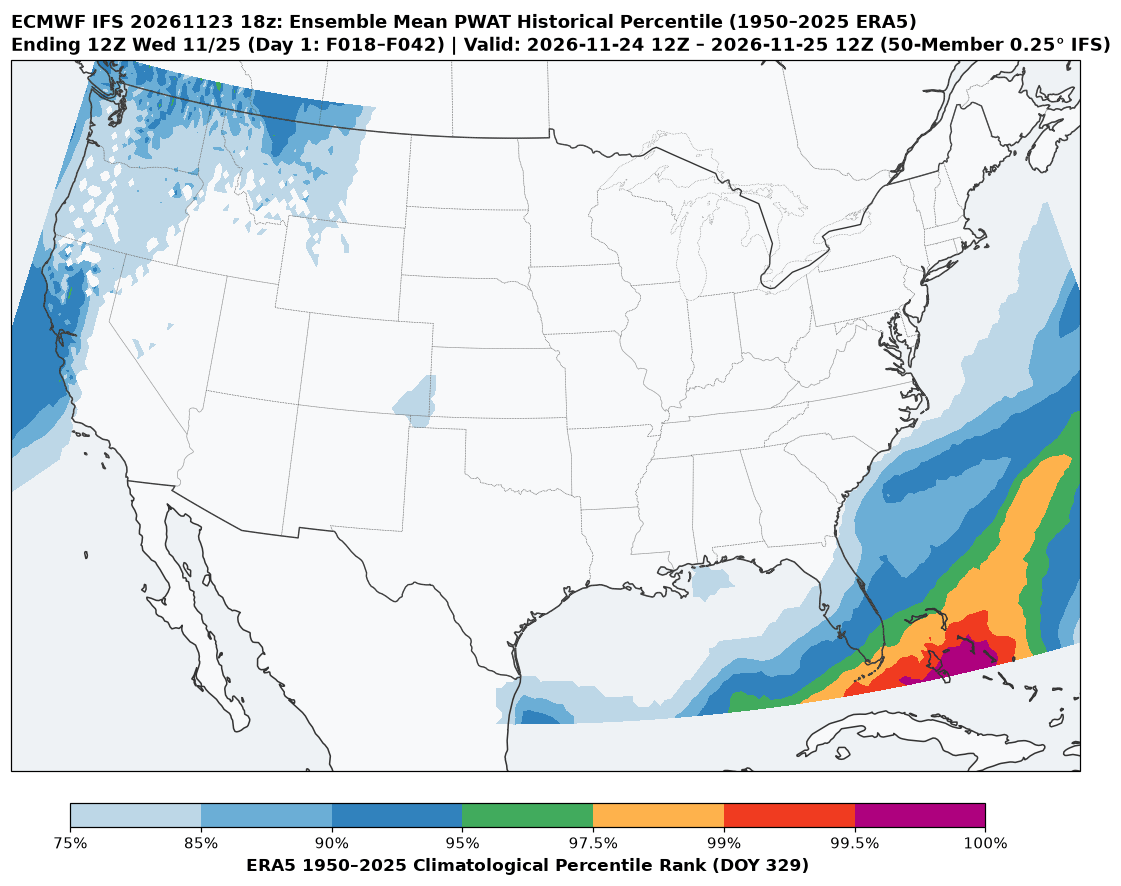 ECMWF IFS 20261123 18z: Ensemble Mean PWAT Historical Percentile (1950–2025 ERA5)
Ending 12Z Wed 11/25 (Day 1: F018–F042) | Valid: 2026-11-24 12Z – 2026-11-25 12Z (50-Member 0.25° IFS)
75% 85% 90% 95% 97.5% 99% 99.5% 100%
ERA5 1950–2025 Climatological Percentile Rank (DOY 329)